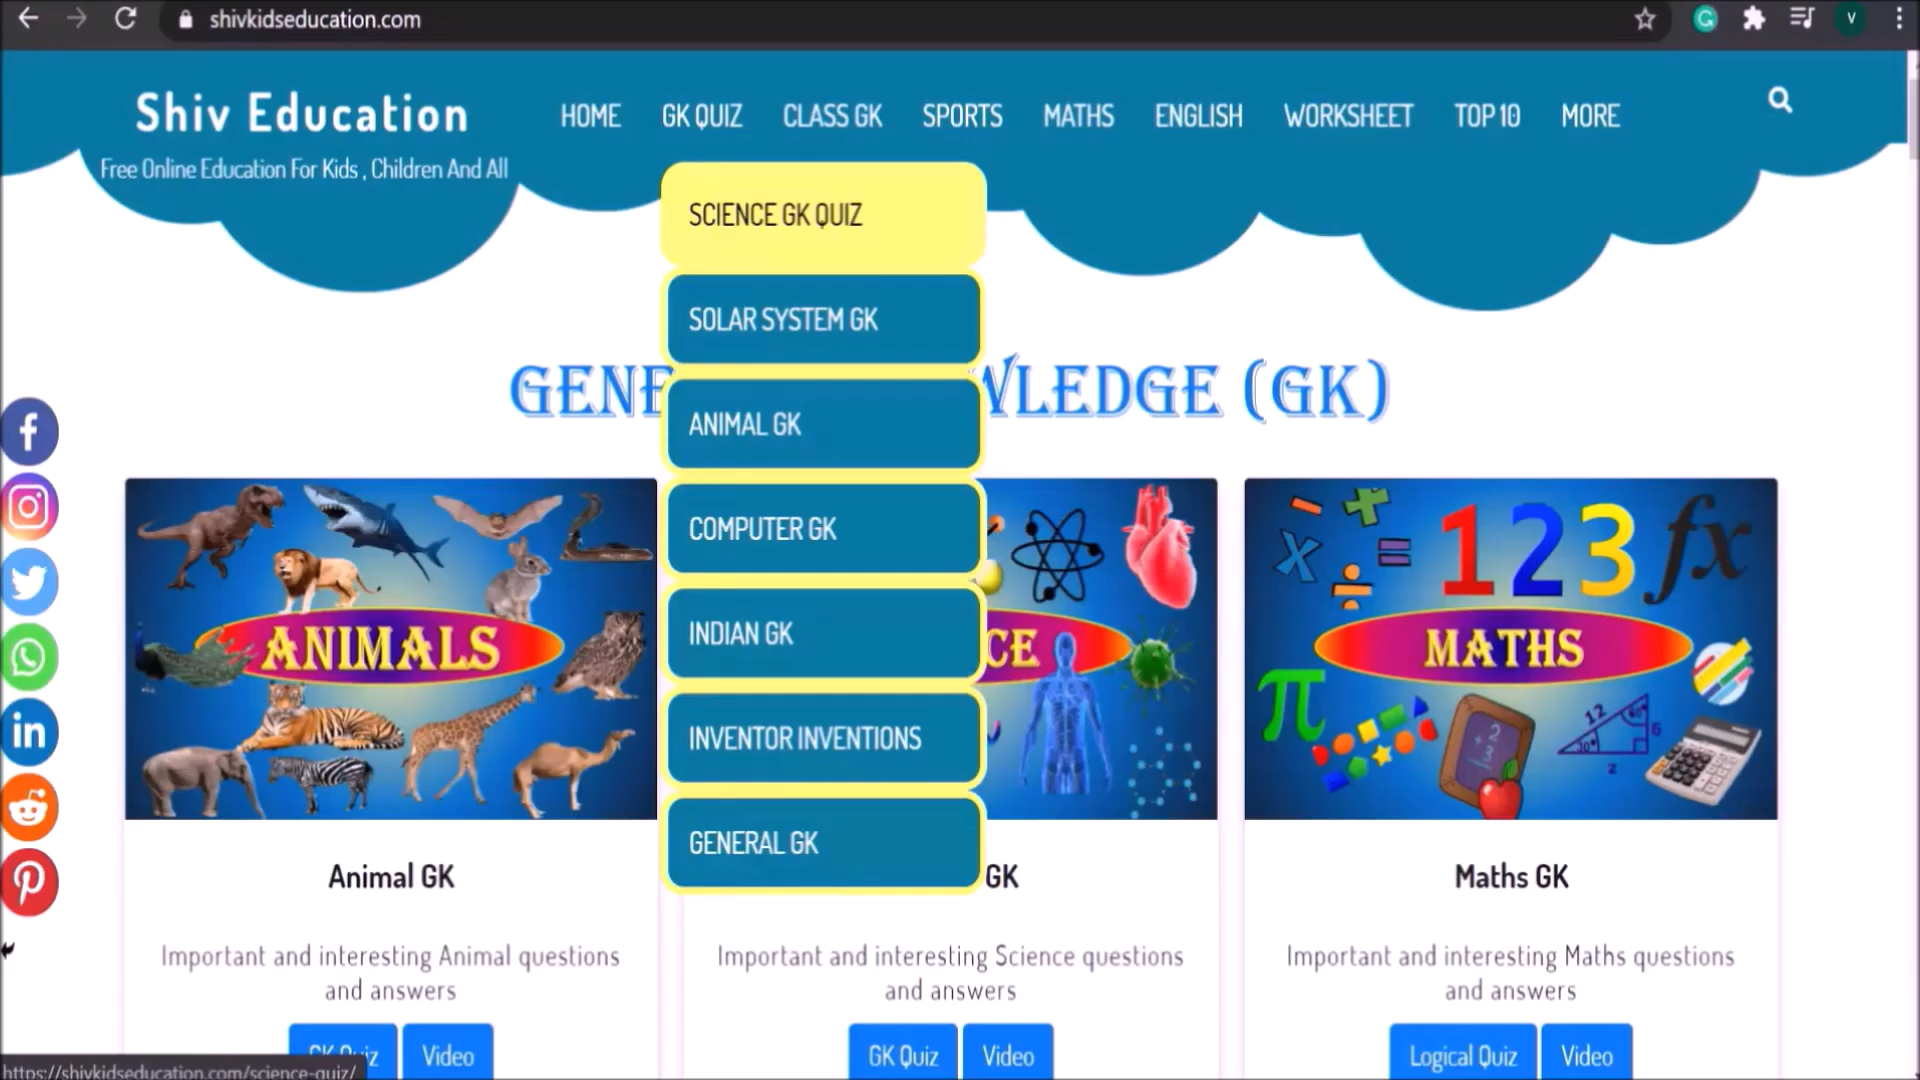 shivkidseducation.com
V
Shiv Education
Free Online Education For Kids , Children And All
HOME
GK QUIZ
CLASS GK
SPORTS
MATHS
ENGLISH
WORKSHEET
TOP 10
MORE
SCIENCE GK QUIZ
SOLAR SYSTEM GK
ANIMAL GK
COMPUTER GK
INDIAN GK
INVENTOR INVENTIONS
GENERAL GK
(GK)
ANIMALS
123
fx
MATHS
π
12
30°
Animal GK
GK
Maths GK
Important and interesting Animal questions
and answers
Important and interesting Science questions
and answers
Important and interesting Maths questions
and answers
GK Quiz
Video
GK Quiz
Video
Logical Quiz
Video
https://shivkidseducation.com/science-quiz/